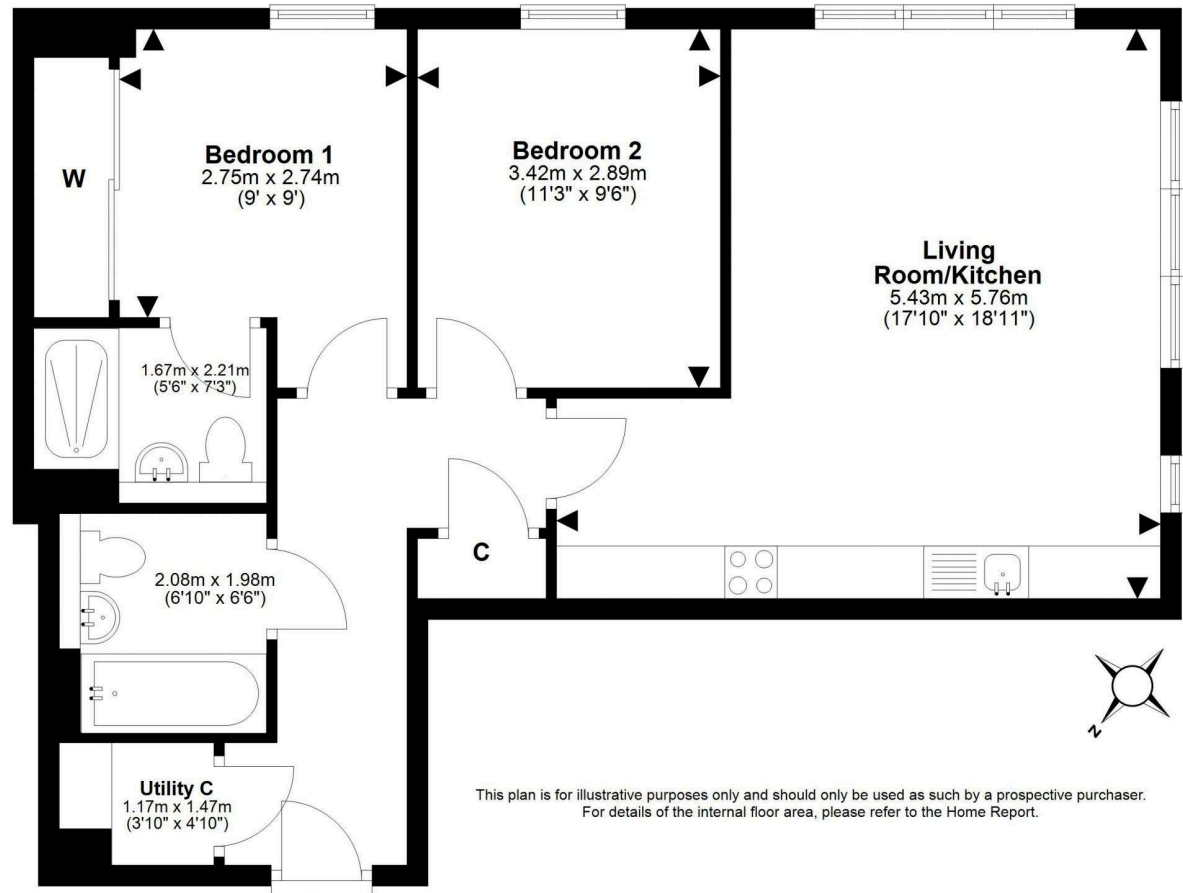 W
Bedroom 1
2.75m x 2.74m
(9' x 9')
Bedroom 2
3.42m x 2.89m
(11'3" x 9'6")
Living
Room/Kitchen
5.43m x 5.76m
(17'10" x 18'11")
1.67m x 2.21m
(5'6" x 7'3")
C
2.08m x 1.98m
(6'10" x 6'6")
Utility C
1.17m x 1.47m
(3'10" x 4'10")
N
This plan is for illustrative purposes only and should only be used as such by a prospective purchaser.
For details of the internal floor area, please refer to the Home Report.